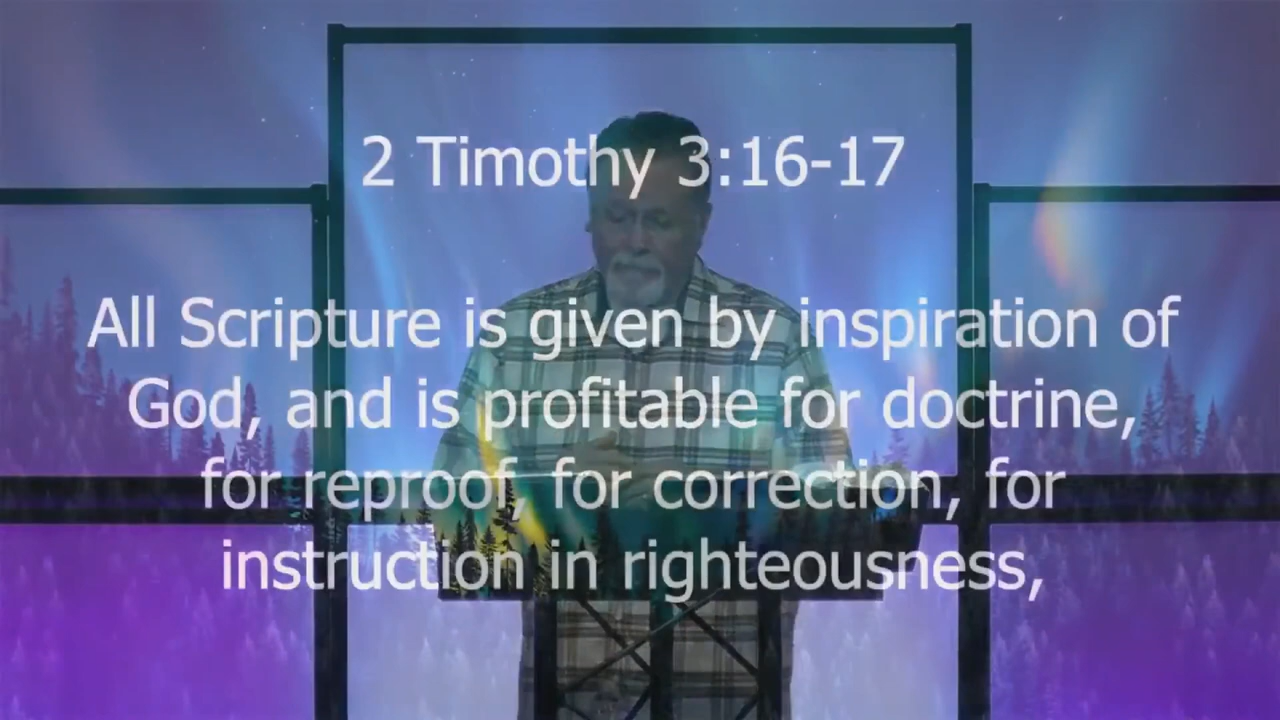 2 Timothy 3:16-17
All Scripture is given by inspiration of
God, and is profitable for doctrine,
for reproof, for correction, for
instruction in righteousness,